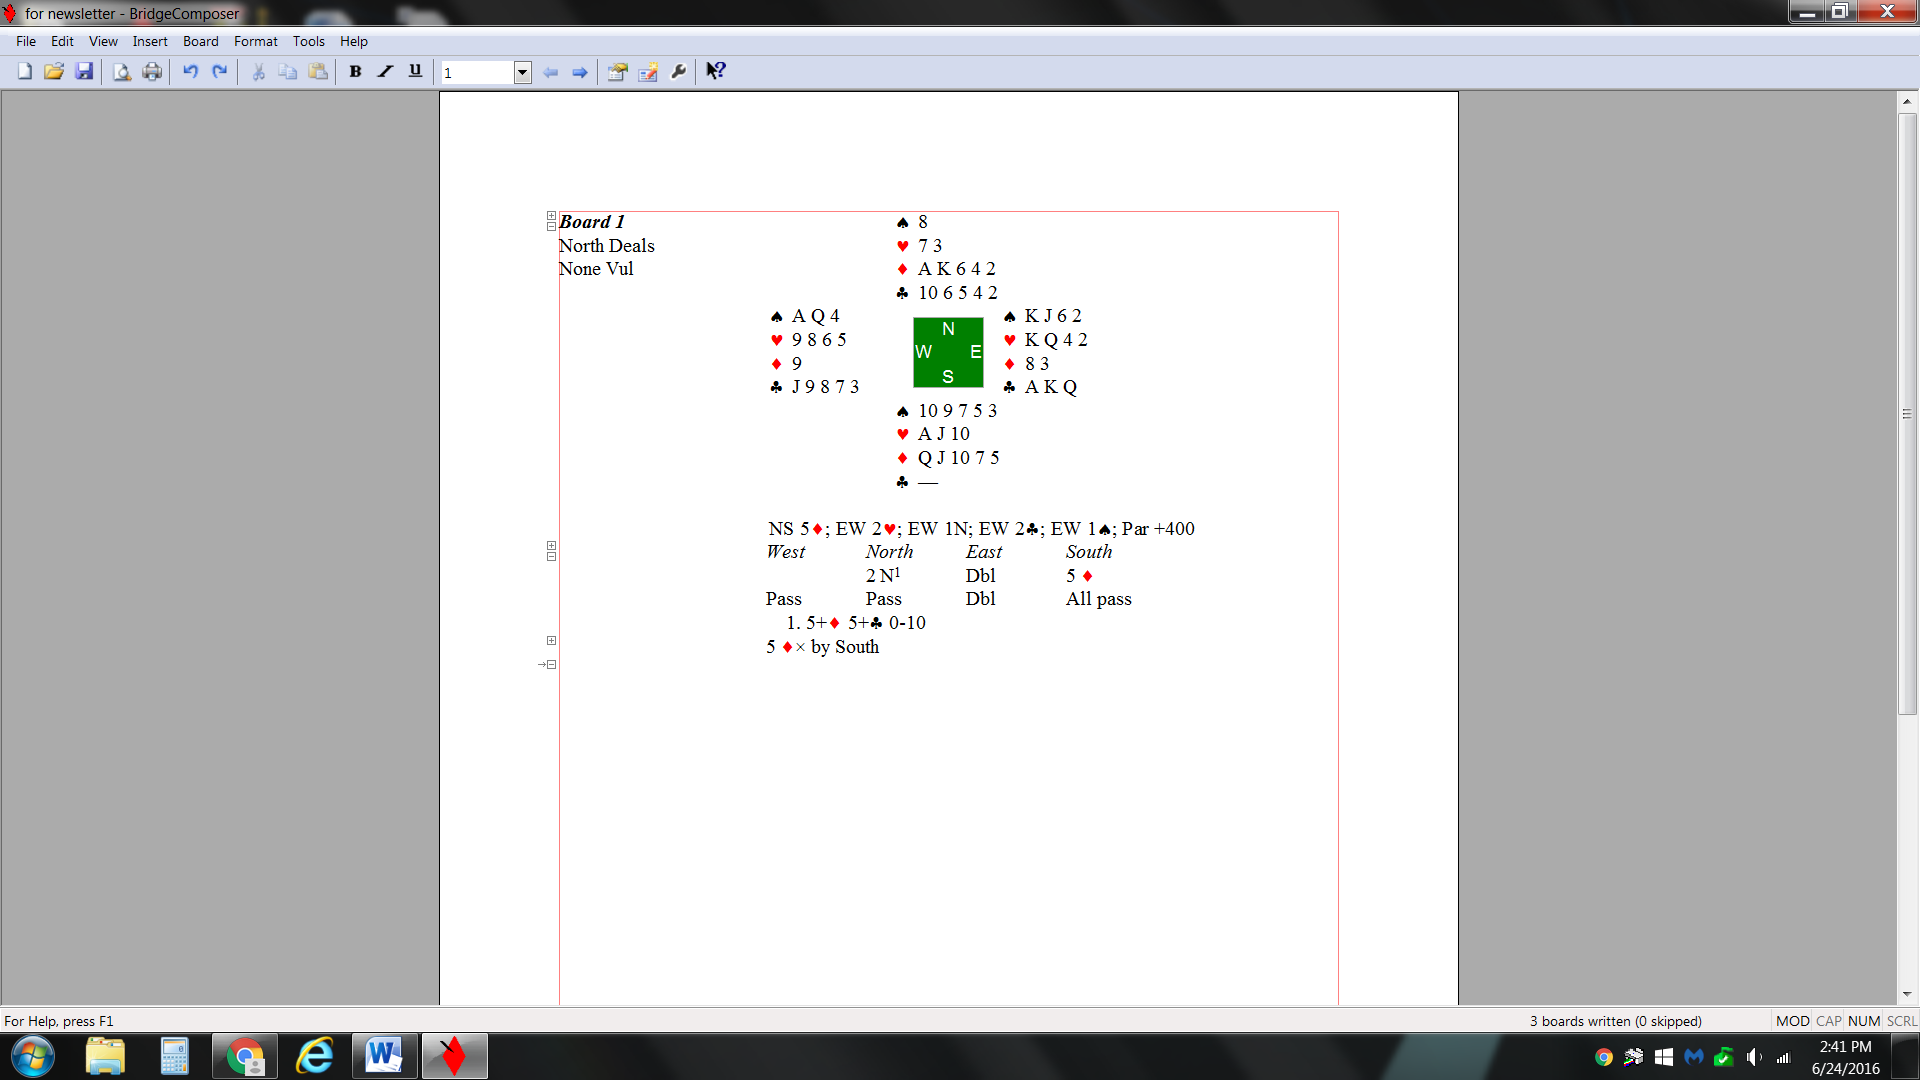 for newsletter - BridgeComposer
File Edit View Insert Board Format Tools Help
B I U 1
Board 1
North Deals
None Vul
♠ 8
♥ 7 3
♦ A K 6 4 2
♣ 10 6 5 4 2
♠ A Q 4
♥ 9 8 6 5
♦ 9
♣ J 9 8 7 3
N
W E
S
♠ K J 6 2
♥ K Q 4 2
♦ 8 3
♣ A K Q
♠ 10 9 7 5 3
♥ A J 10
♦ Q J 10 7 5
♣ —
NS 5♦; EW 2♥; EW 1N; EW 2♣; EW 1♠; Par +400
West North East South
2 N¹ Dbl 5 ♦
Pass Pass Dbl All pass
1. 5+♦ 5+♣ 0-10
5 ♦× by South
For Help, press F1
3 boards written (0 skipped) MOD CAP NUM SCRL
2:41 PM
6/24/2016